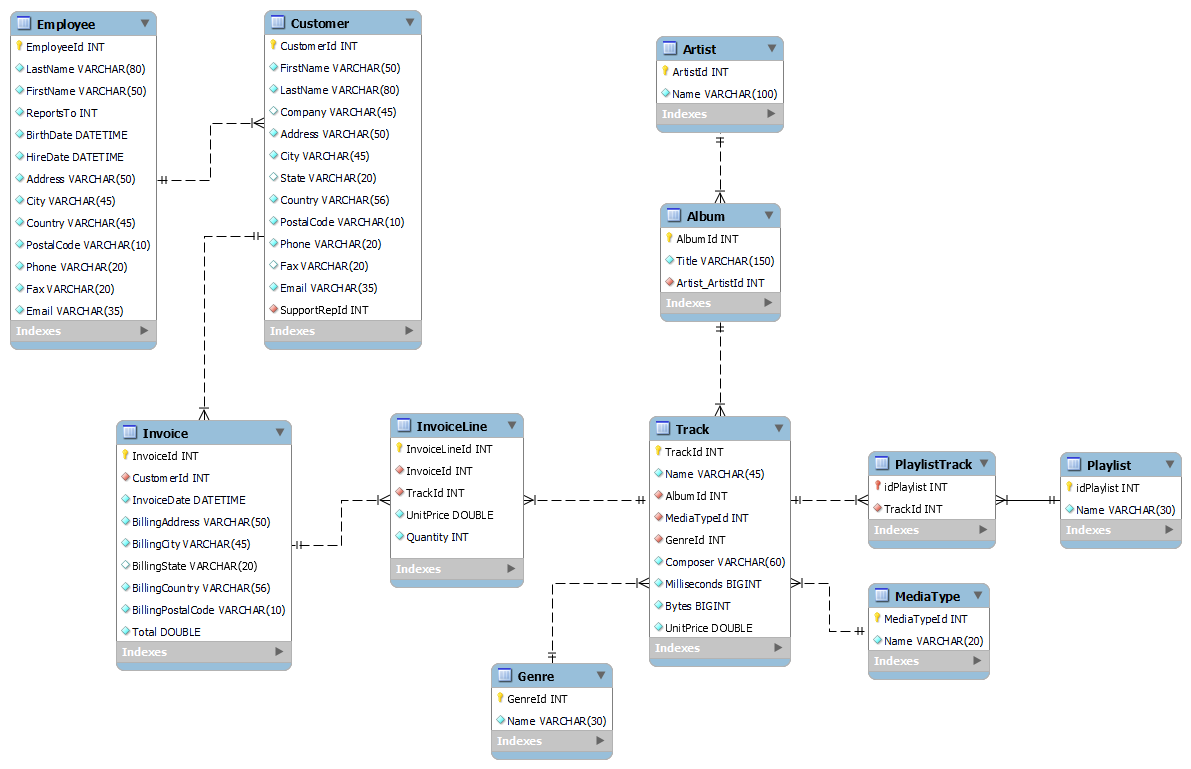 Employee
EmployeeId INT
LastName VARCHAR(80)
FirstName VARCHAR(50)
ReportsTo INT
BirthDate DATETIME
HireDate DATETIME
Address VARCHAR(50)
City VARCHAR(45)
Country VARCHAR(45)
PostalCode VARCHAR(10)
Phone VARCHAR(20)
Fax VARCHAR(20)
Email VARCHAR(35)
Indexes
Customer
CustomerId INT
FirstName VARCHAR(50)
LastName VARCHAR(80)
Company VARCHAR(45)
Address VARCHAR(50)
City VARCHAR(45)
State VARCHAR(20)
Country VARCHAR(56)
PostalCode VARCHAR(10)
Phone VARCHAR(20)
Fax VARCHAR(20)
Email VARCHAR(35)
SupportRepId INT
Indexes
Artist
ArtistId INT
Name VARCHAR(100)
Indexes
Album
AlbumId INT
Title VARCHAR(150)
Artist_ArtistId INT
Indexes
Invoice
InvoiceId INT
CustomerId INT
InvoiceDate DATETIME
BillingAddress VARCHAR(50)
BillingCity VARCHAR(45)
BillingState VARCHAR(20)
BillingCountry VARCHAR(56)
BillingPostalCode VARCHAR(10)
Total DOUBLE
Indexes
InvoiceLine
InvoiceLineId INT
InvoiceId INT
TrackId INT
UnitPrice DOUBLE
Quantity INT
Indexes
Track
TrackId INT
Name VARCHAR(45)
AlbumId INT
MediaTypeId INT
GenreId INT
Composer VARCHAR(60)
Milliseconds BIGINT
Bytes BIGINT
UnitPrice DOUBLE
Indexes
PlaylistTrack
idPlaylist INT
TrackId INT
Indexes
Playlist
idPlaylist INT
Name VARCHAR(30)
Indexes
MediaType
MediaTypeId INT
Name VARCHAR(20)
Indexes
Genre
GenreId INT
Name VARCHAR(30)
Indexes